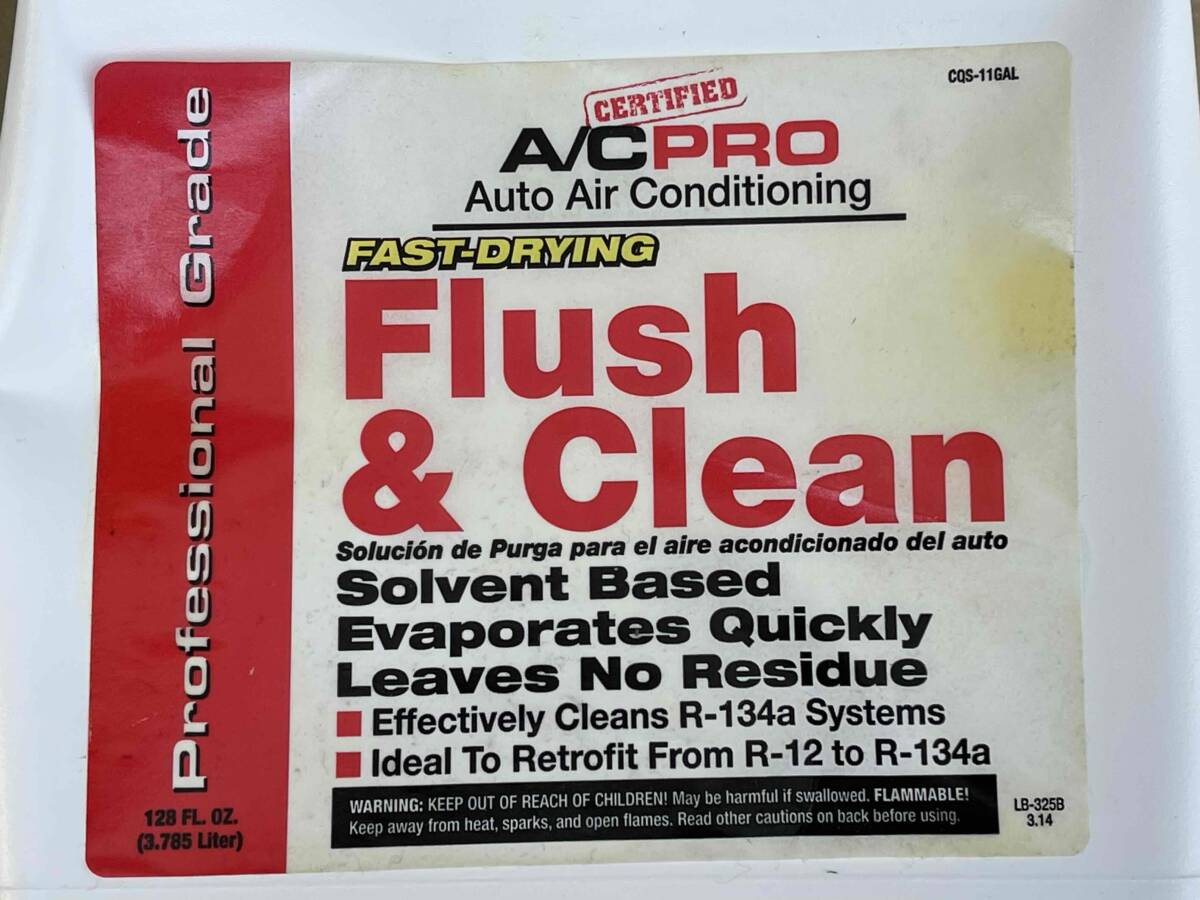 CQS-11GAL
CERTIFIED
A/CPRO
Auto Air Conditioning
FAST-DRYING
Flush
& Clean
Solución de Purga para el aire acondicionado del auto
Solvent Based
Evaporates Quickly
Leaves No Residue
Effectively Cleans R-134a Systems
Ideal To Retrofit From R-12 to R-134a
WARNING: KEEP OUT OF REACH OF CHILDREN! May be harmful if swallowed. FLAMMABLE!
Keep away from heat, sparks, and open flames. Read other cautions on back before using.
LB-325B
3.14
Professional Grade
128 FL. OZ.
(3.785 Liter)